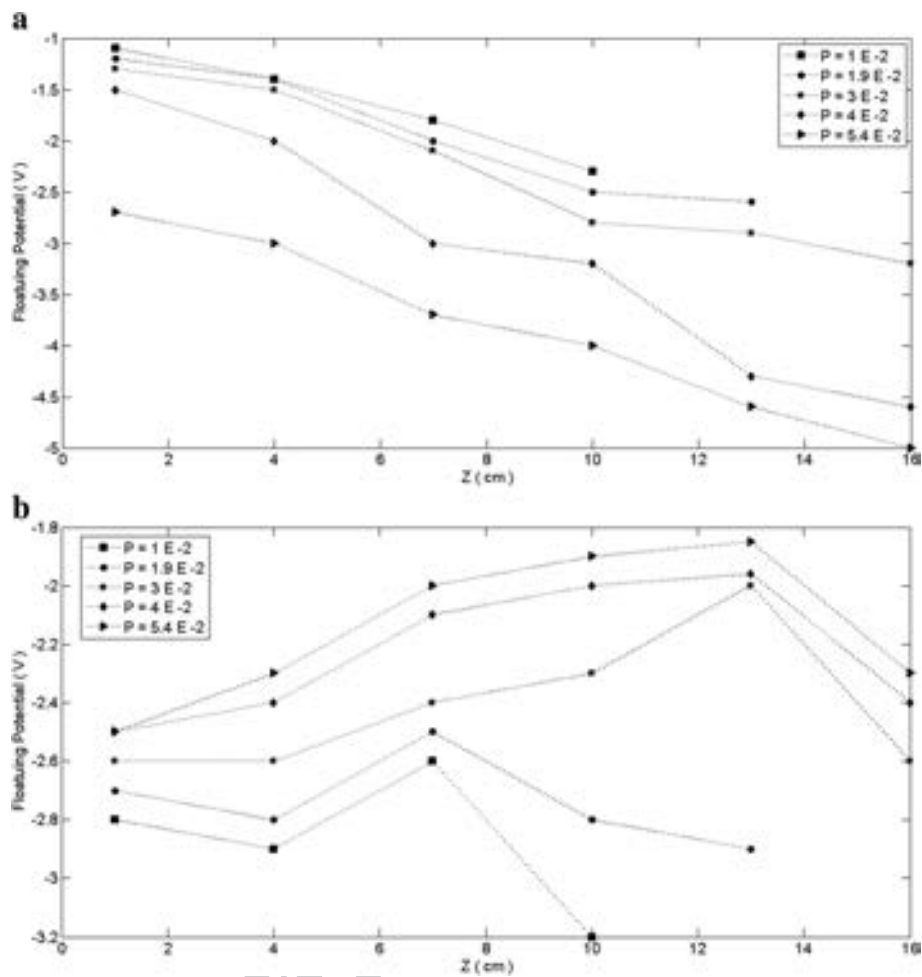 a
-1
-1.5
-2
-2.5
-3
-3.5
-4
-4.5
-5
Floatuing Potential ( V )
P = 1 E -2
P = 1.9E -2
P = 3 E -2
P = 4 E -2
P = 5.4 E -2
0 2 4 6 8 10 12 14 16
Z ( cm )
b
-1.8
-2
-2.2
-2.4
-2.6
-2.8
-3
-3.2
Floatuing Potential ( V )
P = 1 E -2
P = 1.9 E -2
P = 3 E -2
P = 4 E -2
P = 5.4 E -2
0 2 4 6 8 10 12 14 16
Z ( cm )